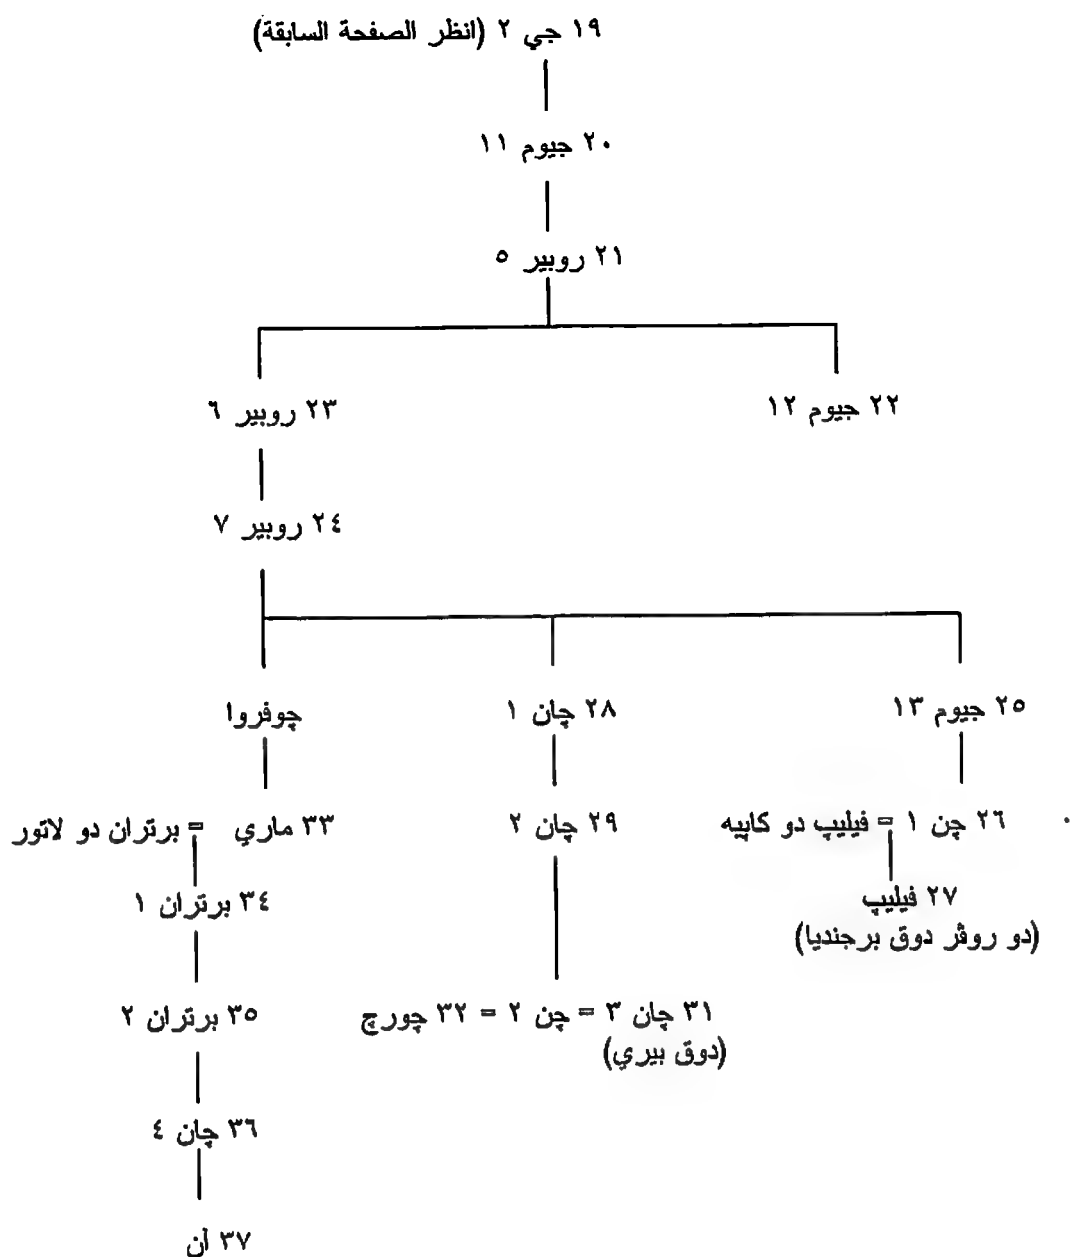 ١٩ جي ٢ (انظر الصفحة السابقة)
٢٠ جيوم ١١
٢١ روبير ٥
٢٢ جيوم ١٢
٢٣ روبير ٦
٢٤ روبير ٧
٢٥ جيوم ١٣
٢٨ چان ١
چوفروا
٢٦ چن ١ = فيليپ دو كاپيه
٢٩ چان ٢
٣٣ ماري = برتران دو لاتور
٢٧ فيليپ
(دو روڤر دوق برجنديا)
٣٤ برتران ١
٣١ چان ٣ = چن ٢ = ٣٢ چورچ
(دوق بيري)
٣٥ برتران ٢
٣٦ چان ٤
٣٧ أن